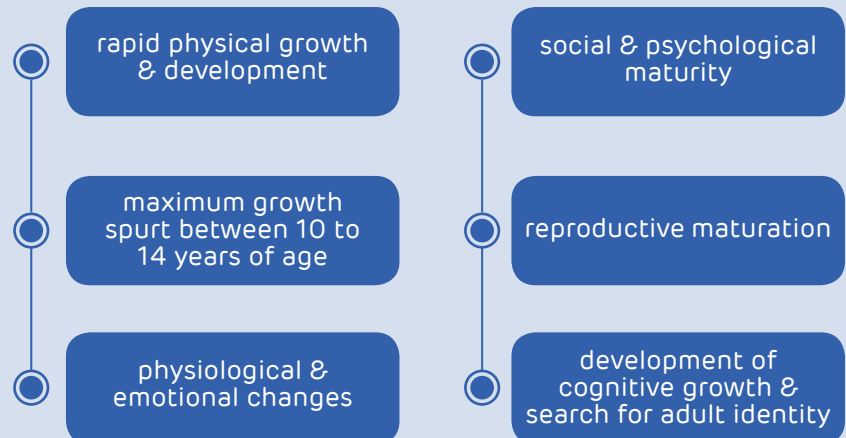 rapid physical growth
& development
maximum growth
spurt between 10 to
14 years of age
physiological &
emotional changes
social & psychological
maturity
reproductive maturation
development of
cognitive growth &
search for adult identity